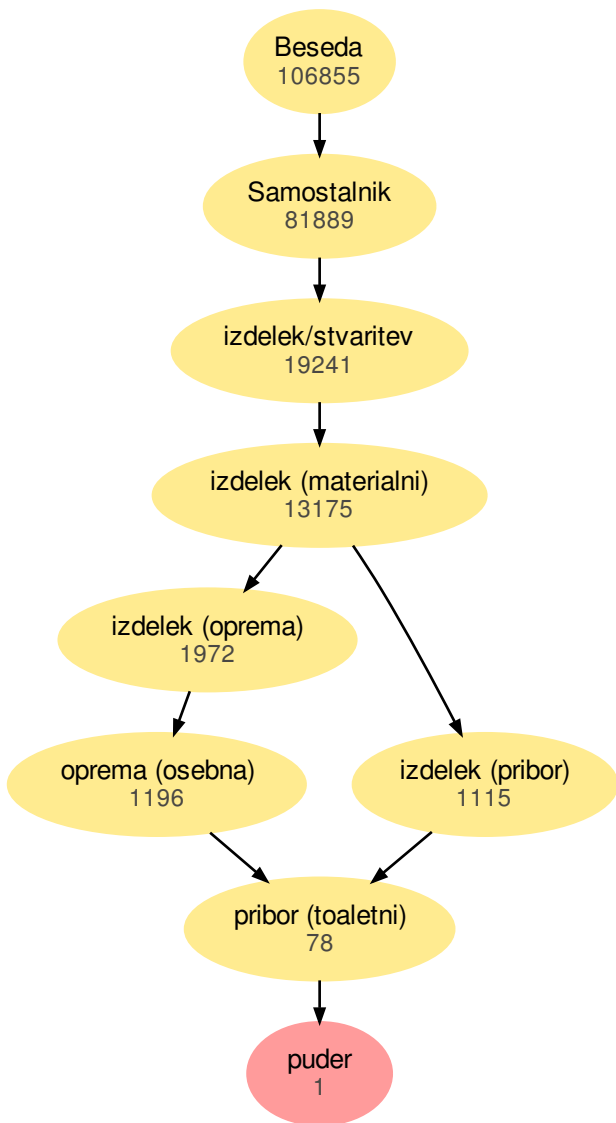 Beseda
106855
Samostalnik
81889
izdelek/stvaritev
19241
izdelek (materialni)
13175
izdelek (oprema)
1972
oprema (osebna)
1196
izdelek (pribor)
1115
pribor (toaletni)
78
puder
1